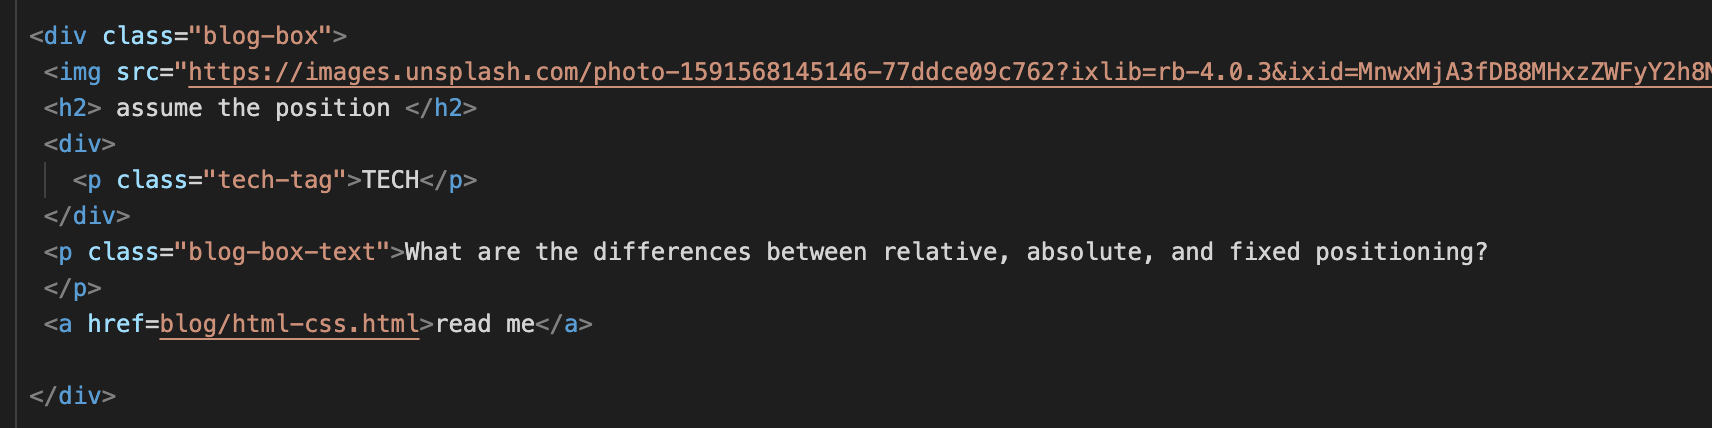 <div class="blog-box">
<img src="https://images.unsplash.com/photo-1591568145146-77ddce09c762?ixlib=rb-4.0.3&ixid=MnwxMjA3fDB8MHxzZWFyY2h8M
<h2> assume the position </h2>
<div>
<p class="tech-tag">TECH</p>
</div>
<p class="blog-box-text">What are the differences between relative, absolute, and fixed positioning?
</p>
<a href=blog/html-css.html>read me</a>
</div>